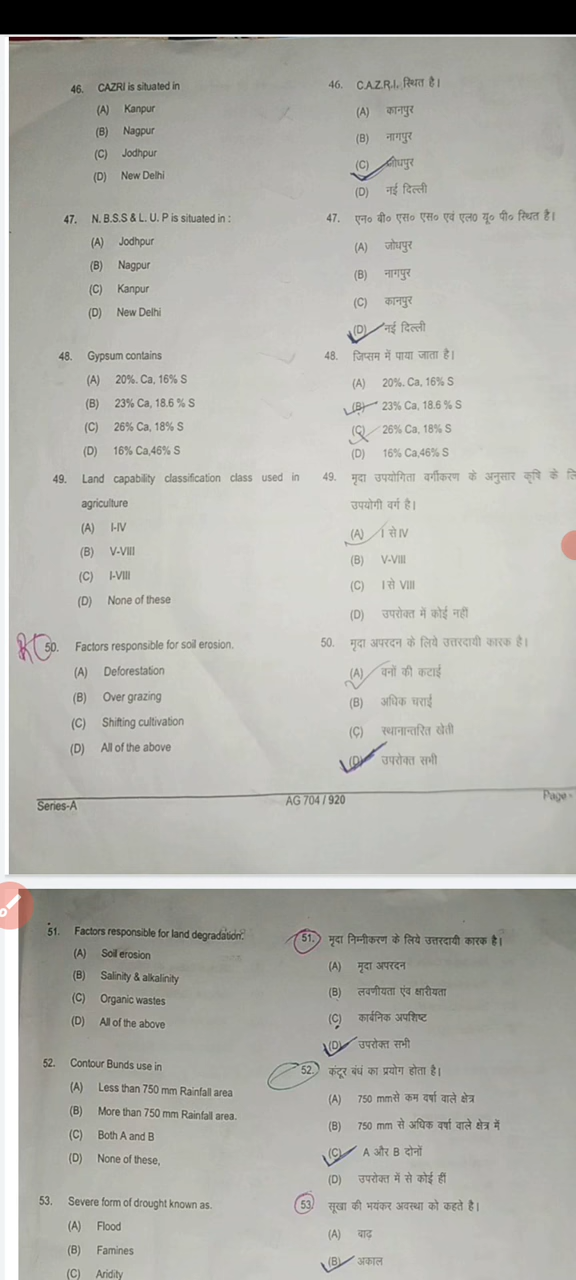 46. CAZRI is situated in
(A) Kanpur
(B) Nagpur
(C) Jodhpur
(D) New Delhi
46. C.A.Z.R.I. स्थित है।
(A) कानपुर
(B) नागपुर
(C) जोधपुर
(D) नई दिल्ली
47. N. B.S.S & L. U. P is situated in :
(A) Jodhpur
(B) Nagpur
(C) Kanpur
(D) New Delhi
47. एन० बी० एस० एस० एवं एल० यू० पी० स्थित है।
(A) जोधपुर
(B) नागपुर
(C) कानपुर
(D) नई दिल्ली
48. Gypsum contains
(A) 20%. Ca, 16% S
(B) 23% Ca, 18.6 % S
(C) 26% Ca, 18% S
(D) 16% Ca,46% S
48. जिप्सम में पाया जाता है।
(A) 20%. Ca, 16% S
(B) 23% Ca, 18.6 % S
(C) 26% Ca, 18% S
(D) 16% Ca,46% S
49. Land capability classification class used in
agriculture
(A) I-IV
(B) V-VIII
(C) I-VIII
(D) None of these
49. मृदा उपयोगिता वर्गीकरण के अनुसार कृषि के
उपयोगी वर्ग है।
(A) I से IV
(B) V-VIII
(C) I से VIII
(D) उपरोक्त में कोई नहीं
50. Factors responsible for soil erosion.
(A) Deforestation
(B) Over grazing
(C) Shifting cultivation
(D) All of the above
50. मृदा अपरदन के लिये उत्तरदायी कारक है।
(A) वनों की कटाई
(B) अधिक चराई
(C) स्थानान्तरित खेती
(D) उपरोक्त सभी
Series-A AG 704 / 920 Page -
51. Factors responsible for land degradation.
(A) Soil erosion
(B) Salinity & alkalinity
(C) Organic wastes
(D) All of the above
51. मृदा निम्नीकरण के लिये उत्तरदायी कारक है।
(A) मृदा अपरदन
(B) लवणीयता एंव क्षारीयता
(C) कार्बनिक अपशिष्ट
(D) उपरोक्त सभी
52. Contour Bunds use in
(A) Less than 750 mm Rainfall area
(B) More than 750 mm Rainfall area.
(C) Both A and B
(D) None of these,
52. कंटूर बंधं का प्रयोग होता है।
(A) 750 mmसे कम वर्षा वाले क्षेत्र
(B) 750 mm से अधिक वर्षा वाले क्षेत्र में
(C) A और B दोनों
(D) उपरोक्त में से कोई हीं
53. Severe form of drought known as.
(A) Flood
(B) Famines
(C) Aridity
53. सूखा की भयंकर अवस्था को कहते है।
(A) बाढ़
(B) अकाल